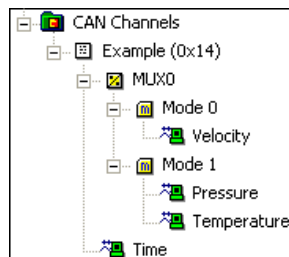 CAN Channels
Example (0x14)
MUX0
Mode 0
Velocity
Mode 1
Pressure
Temperature
Time